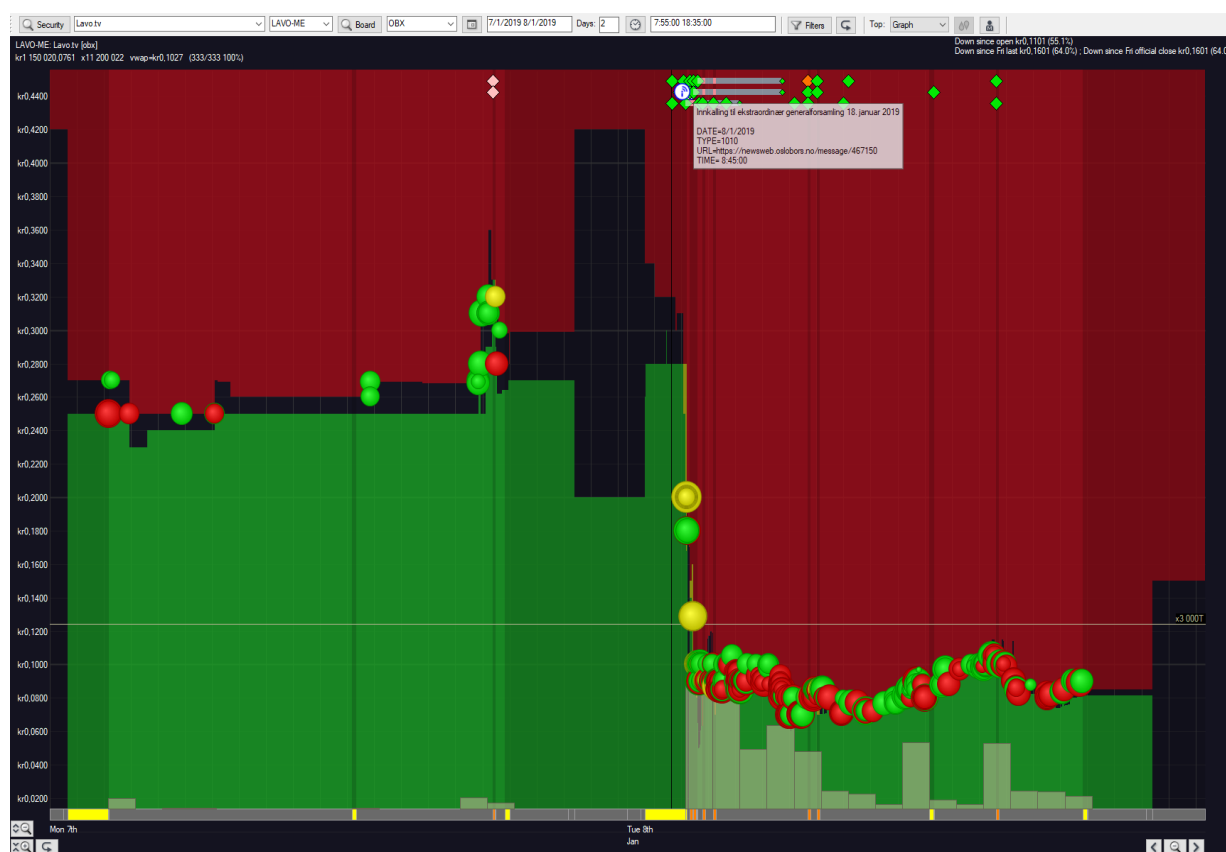 Security Lavo.tv LAVO-ME Board OBX 7/1/2019 8/1/2019 Days: 2 7:55:00 18:35:00 Filters Top: Graph
LAVO-ME: Lavo.tv [obx]
kr1 150 020,0761 x11 200 022 vwap=kr0,1027 (333/333 100%)
Down since open kr0,1101 (55.1%)
Down since Fri last kr0,1601 (64.0%) ; Down since Fri official close kr0,1601 (64.0
kr0,4400
kr0,4200
kr0,4000
kr0,3800
kr0,3600
kr0,3400
kr0,3200
kr0,3000
kr0,2800
kr0,2600
kr0,2400
kr0,2200
kr0,2000
kr0,1800
kr0,1600
kr0,1400
kr0,1200
kr0,1000
kr0,0800
kr0,0600
kr0,0400
kr0,0200
Innkalling til ekstraordinær generalforsamling 18. januar 2019
DATE=8/1/2019
TYPE=1010
URL=https://newsweb.oslobors.no/message/467150
TIME= 8:45:00
x3 000T
Mon 7th Tue 8th
Jan